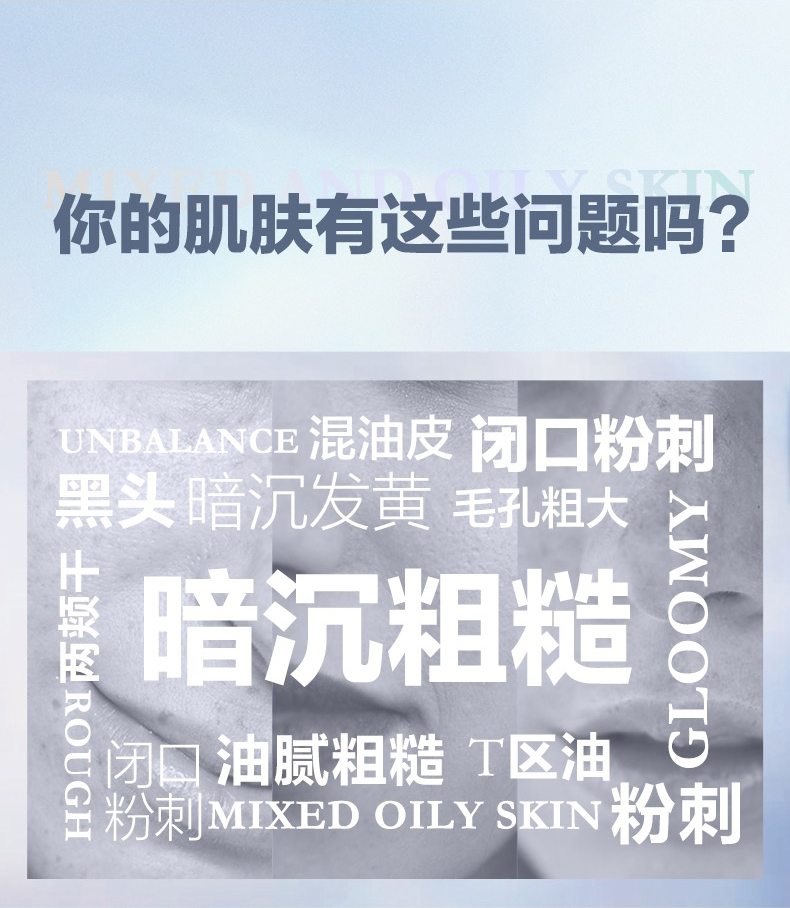 MIXED AND OILY SKIN
你的肌肤有这些问题吗?
UNBALANCE 混油皮 闭口粉刺
黑头 暗沉发黄 毛孔粗大
GLOOMY
两颊干
暗沉粗糙
ROUGH
闭口
粉刺
油腻粗糙 T区油
MIXED OILY SKIN 粉刺